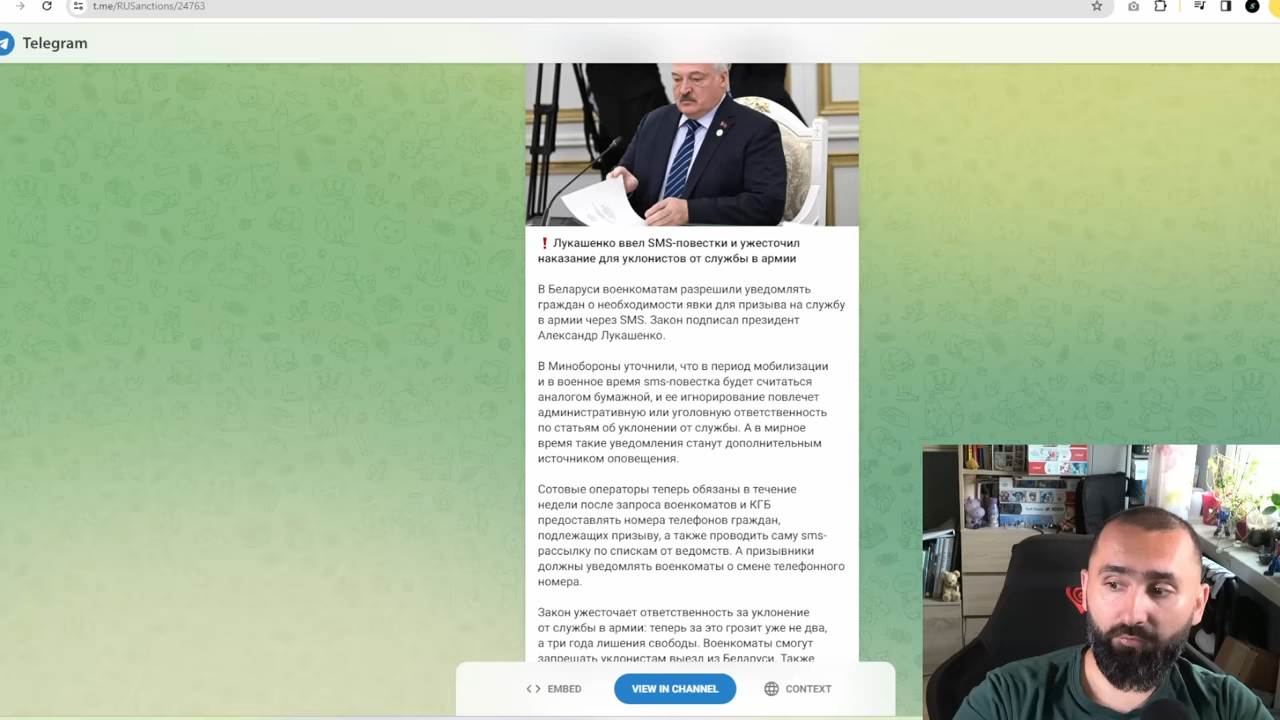 t.me/RUSanctions/24763
Telegram
❗ Лукашенко ввел SMS-повестки и ужесточил
наказание для уклонистов от службы в армии
В Беларуси военкоматам разрешили уведомлять
граждан о необходимости явки для призыва на службу
в армии через SMS. Закон подписал президент
Александр Лукашенко.
В Минобороны уточнили, что в период мобилизации
и в военное время sms-повестка будет считаться
аналогом бумажной, и ее игнорирование повлечет
административную или уголовную ответственность
по статьям об уклонении от службы. А в мирное
время такие уведомления станут дополнительным
источником оповещения.
Сотовые операторы теперь обязаны в течение
недели после запроса военкоматов и КГБ
предоставлять номера телефонов граждан,
подлежащих призыву, а также проводить саму sms-
рассылку по спискам от ведомств. А призывники
должны уведомлять военкоматы о смене телефонного
номера.
Закон ужесточает ответственность за уклонение
от службы в армии: теперь за это грозит уже не два,
а три года лишения свободы. Военкоматы смогут
запрещать уклонистам выезд из Беларуси. Также
EMBED
VIEW IN CHANNEL
CONTEXT